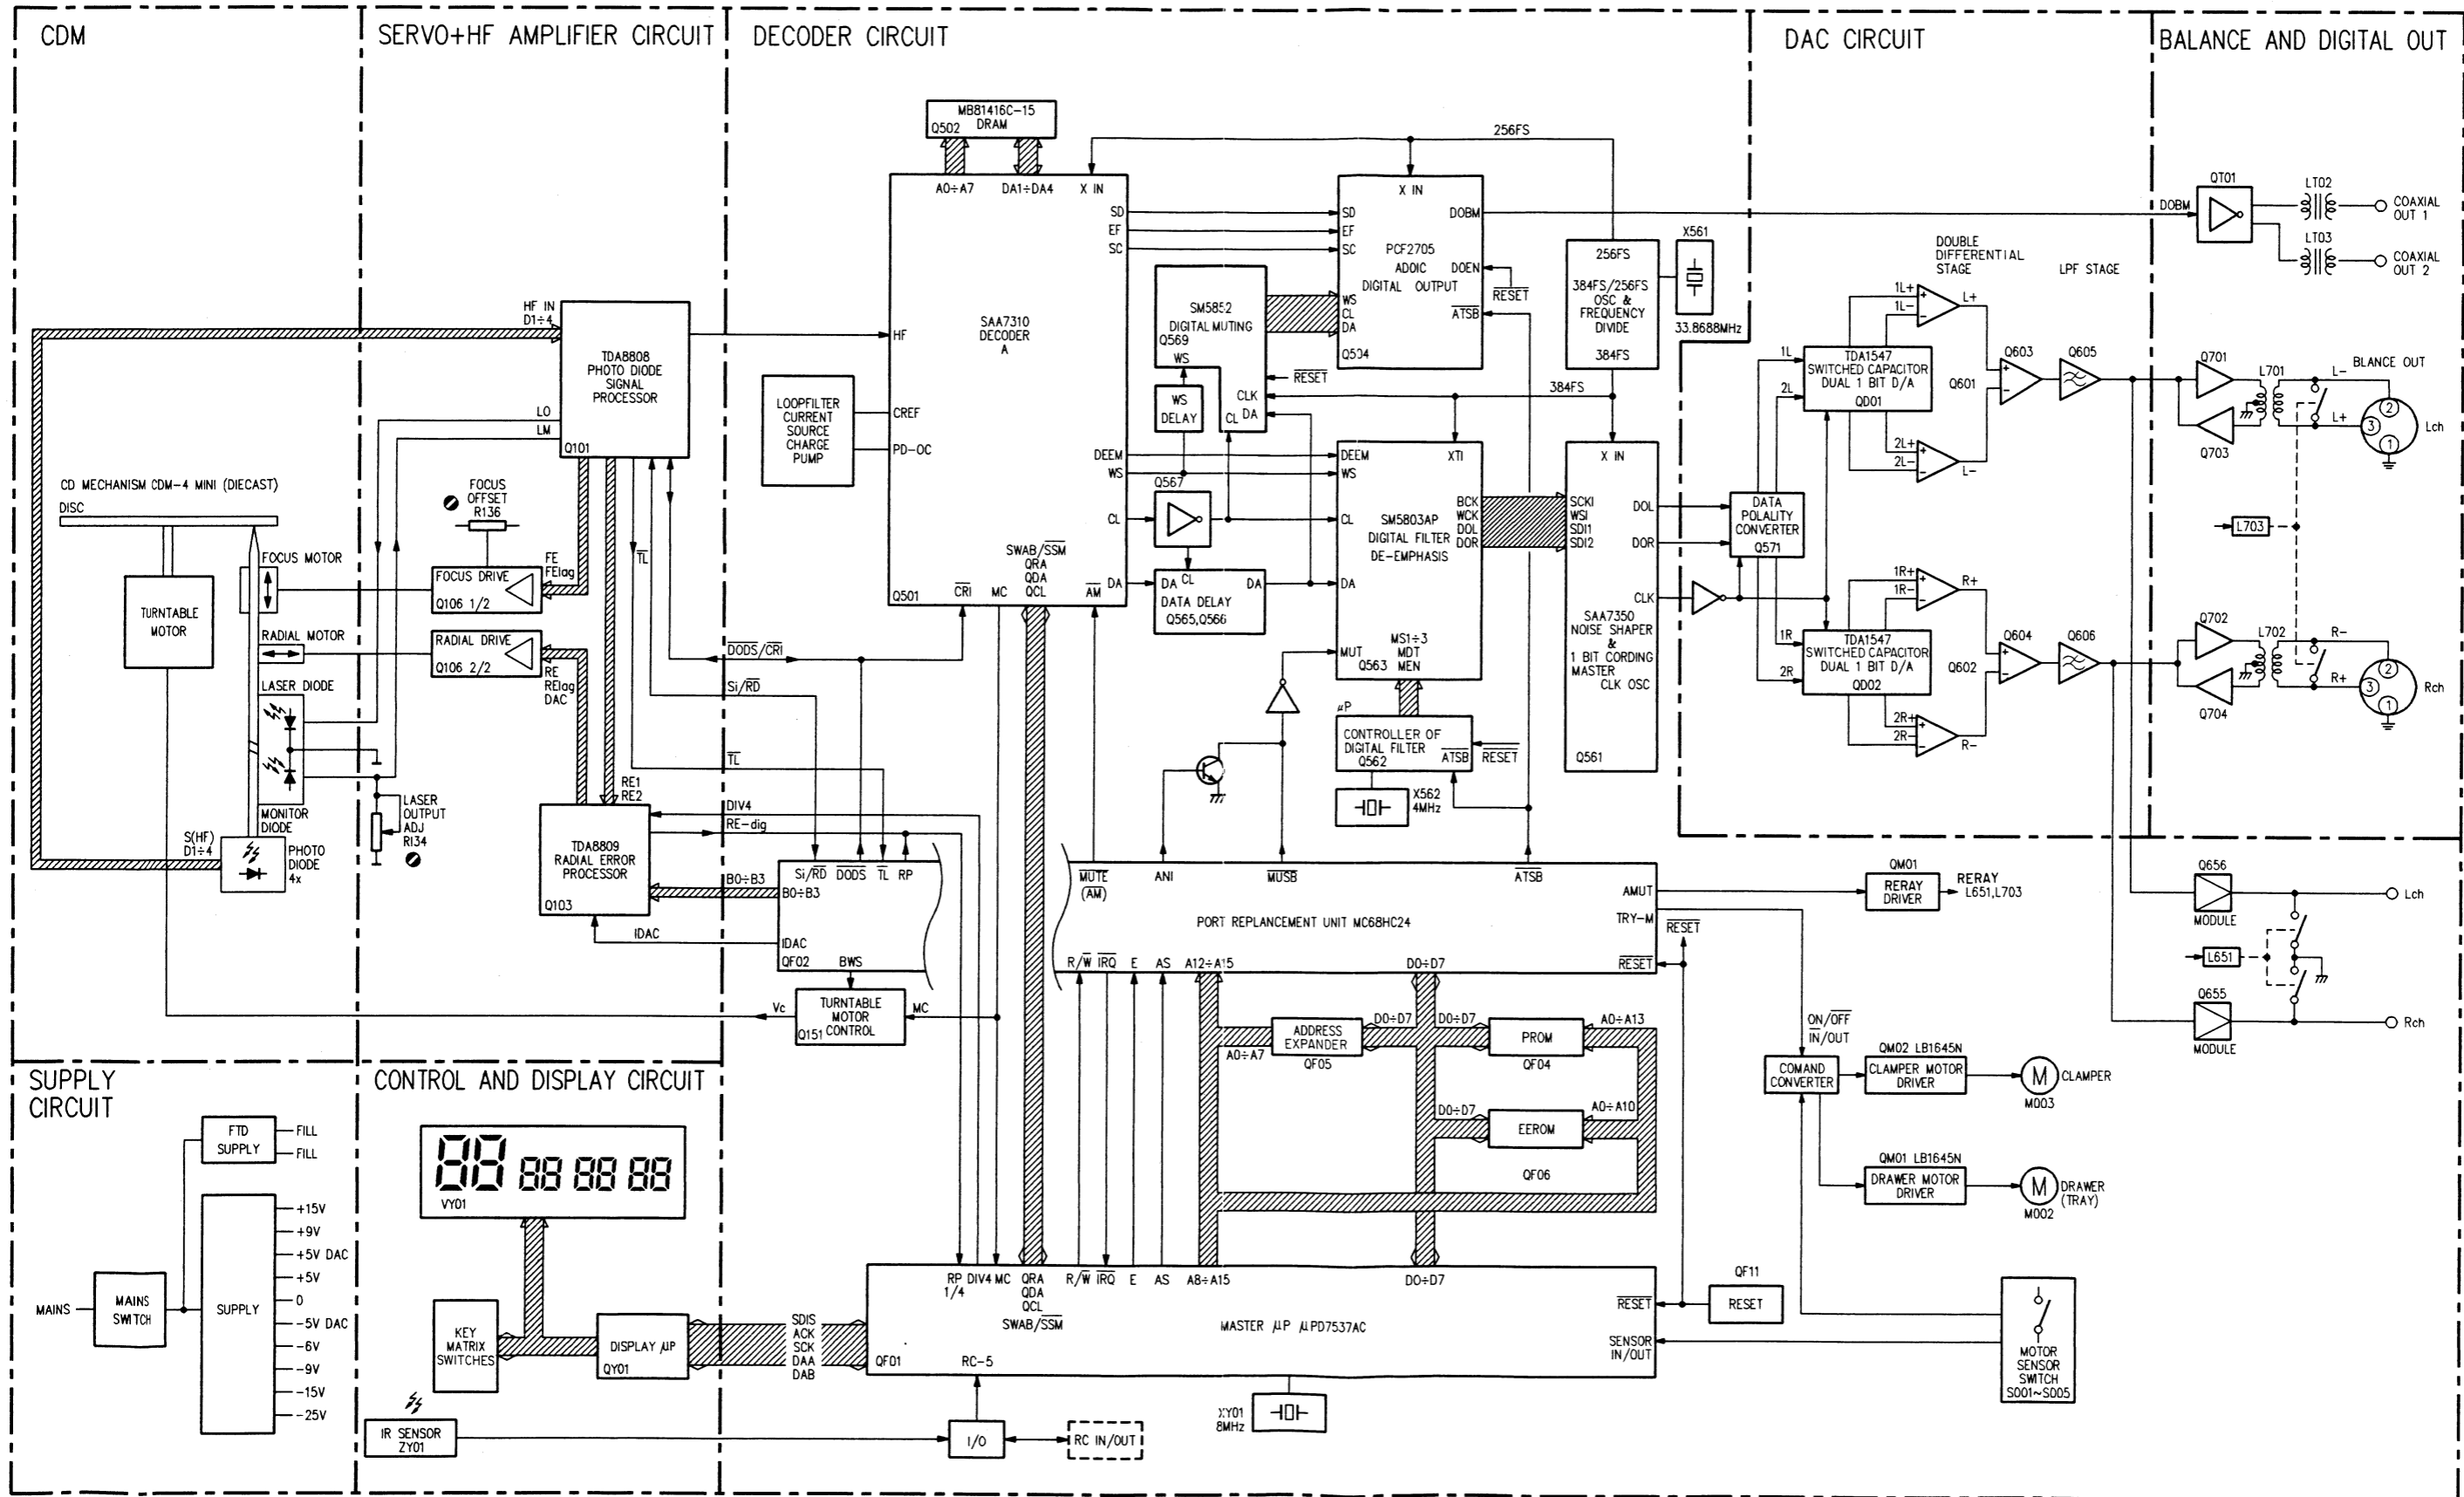 CDM
SERVO+HF AMPLIFIER CIRCUIT
DECODER CIRCUIT
DAC CIRCUIT
BALANCE AND DIGITAL OUT
MB81416C-15
DRAM
Q502
A0÷A7
DA1÷DA4
X IN
SD
EF
SC
SAA7310
DECODER
A
HF
CREF
PD-OC
DEEM
WS
CL
DA
SWAB/SSM
QRA
QDA
QCL
CRI
MC
AM
Q501
LOOPFILTER
CURRENT
SOURCE
CHARGE
PUMP
256FS
X IN
SD
EF
SC
DOBM
PCF2705
ADOIC
DIGITAL OUTPUT
DOEN
RESET
WS
CL
DA
ATSB
Q504
SM5852
DIGITAL MUTING
Q569
WS
RESET
CLK
DA
CL
WS
DELAY
384FS
256FS
384FS/256FS
OSC &
FREQUENCY
DIVIDE
384FS
X561
33.8688MHz
DEEM
XTI
WS
CL
DA
SM5803AP
DIGITAL FILTER
DE-EMPHASIS
BCK
WCK
DOL
DOR
MUT
MS1÷3
MDT
MEN
Q563
Q567
DA
CL
DA
DATA DELAY
Q565,Q566
X IN
SCKI
WSI
SDI1
SDI2
DOL
DOR
CLK
SAA7350
NOISE SHAPER
&
1 BIT CORDING
MASTER
CLK OSC
Q561
µP
CONTROLLER OF
DIGITAL FILTER
Q562
ATSB
RESET
X562
4MHz
DATA
POLALITY
CONVERTER
Q571
1L
2L
1R
2R
TDA1547
SWITCHED CAPACITOR
DUAL 1 BIT D/A
QD01
TDA1547
SWITCHED CAPACITOR
DUAL 1 BIT D/A
QD02
DOUBLE
DIFFERENTIAL
STAGE
LPF STAGE
1L+
1L-
L+
2L+
2L-
L-
Q601
Q603
Q605
1R+
1R-
R+
2R+
2R-
R-
Q602
Q604
Q606
DOBM
QT01
LT02
COAXIAL
OUT 1
LT03
COAXIAL
OUT 2
Q701
L701
L-
BLANCE OUT
L+
2
3
1
Lch
Q703
L703
Q702
L702
R-
R+
2
3
1
Rch
Q704
HF IN
D1÷4
TDA8808
PHOTO DIODE
SIGNAL
PROCESSOR
LO
LM
Q101
FOCUS
OFFSET
R136
FE
FElag
FOCUS DRIVE
Q106 1/2
RADIAL DRIVE
Q106 2/2
RE
RElag
DAC
TL
DODS/CRI
Si/RD
TL
CD MECHANISM CDM-4 MINI (DIECAST)
DISC
FOCUS MOTOR
TURNTABLE
MOTOR
RADIAL MOTOR
LASER DIODE
MONITOR
DIODE
S(HF)
D1÷4
PHOTO
DIODE
4x
LASER
OUTPUT
ADJ
R134
RE1
RE2
TDA8809
RADIAL ERROR
PROCESSOR
Q103
DIV4
RE-dig
B0÷B3
IDAC
Si/RD
DODS
TL
RP
B0÷B3
IDAC
QF02
BWS
TURNTABLE
MOTOR
CONTROL
Q151
Vc
MC
MUTE
(AM)
ANI
MUSB
ATSB
PORT REPLANCEMENT UNIT MC68HC24
AMUT
TRY-M
RESET
RESET
R/W
IRQ
E
AS
A12÷A15
D0÷D7
QM01
RERAY
DRIVER
RERAY
L651,L703
Q656
MODULE
Lch
L651
Q655
MODULE
Rch
ADDRESS
EXPANDER
QF05
A0÷A7
D0÷D7
D0÷D7
PROM
QF04
A0÷A13
D0÷D7
EEROM
A0÷A10
QF06
ON/OFF
IN/OUT
COMAND
CONVERTER
QM02 LB1645N
CLAMPER MOTOR
DRIVER
M
CLAMPER
M003
QM01 LB1645N
DRAWER MOTOR
DRIVER
M
DRAWER
(TRAY)
M002
SUPPLY
CIRCUIT
CONTROL AND DISPLAY CIRCUIT
FTD
SUPPLY
FILL
FILL
MAINS
MAINS
SWITCH
SUPPLY
+15V
+9V
+5V DAC
+5V
0
-5V DAC
-6V
-9V
-15V
-25V
88 88 88 88
VY01
KEY
MATRIX
SWITCHES
DISPLAY µP
QY01
SDIS
ACK
SCK
DAA
DAB
RP
1/4
DIV4
MC
QRA
QDA
QCL
SWAB/SSM
R/W
IRQ
E
AS
A8÷A15
D0÷D7
RESET
SENSOR
IN/OUT
MASTER µP µPD7537AC
QF01
RC-5
QF11
RESET
MOTOR
SENSOR
SWITCH
S001~S005
XY01
8MHz
IR SENSOR
ZY01
I/O
RC IN/OUT